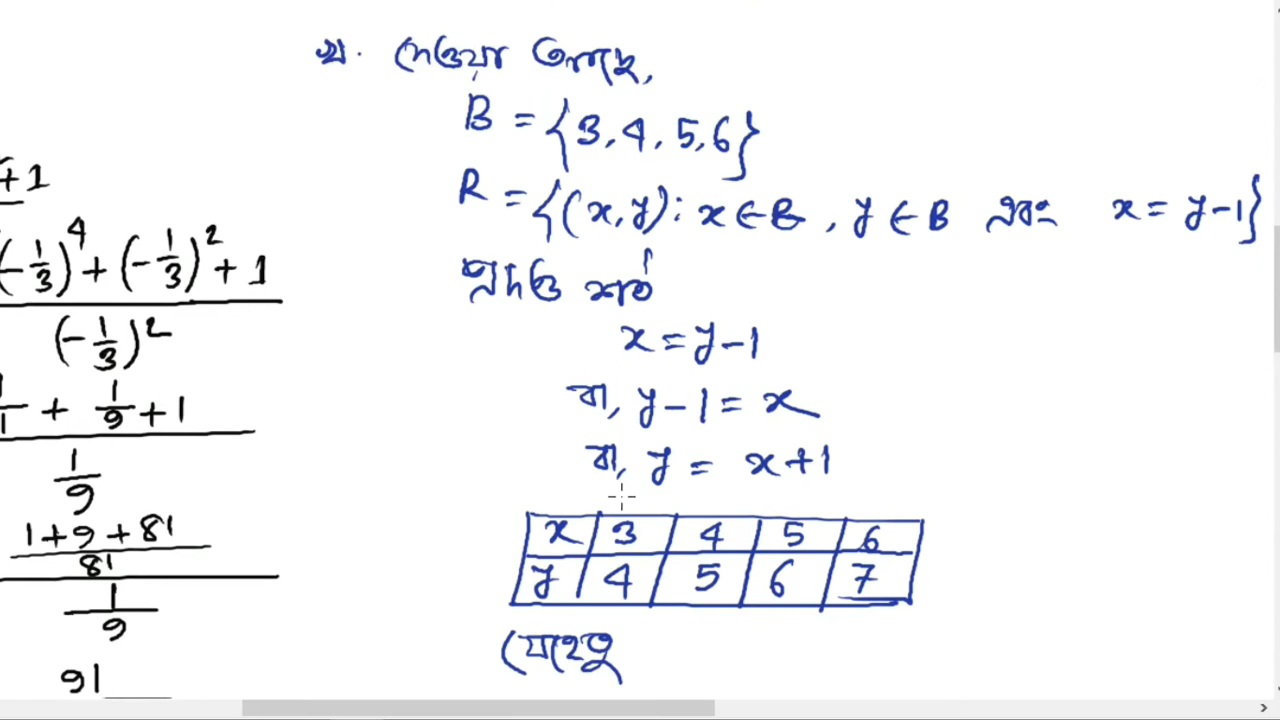 +1
(-1/3)^4 + (-1/3)^2 + 1
(-1/3)^2
+ 1/9 + 1
1/9
1+9+81
81
1/9
91
খ. দেওয়া আছে,
B = {3, 4, 5, 6}
R = {(x, y): x ∈ B, y ∈ B এবং x = y-1}
প্রদত্ত শর্ত
x = y-1
বা, y-1 = x
বা, y = x+1
x 3 4 5 6
y 4 5 6 7
যেহেতু